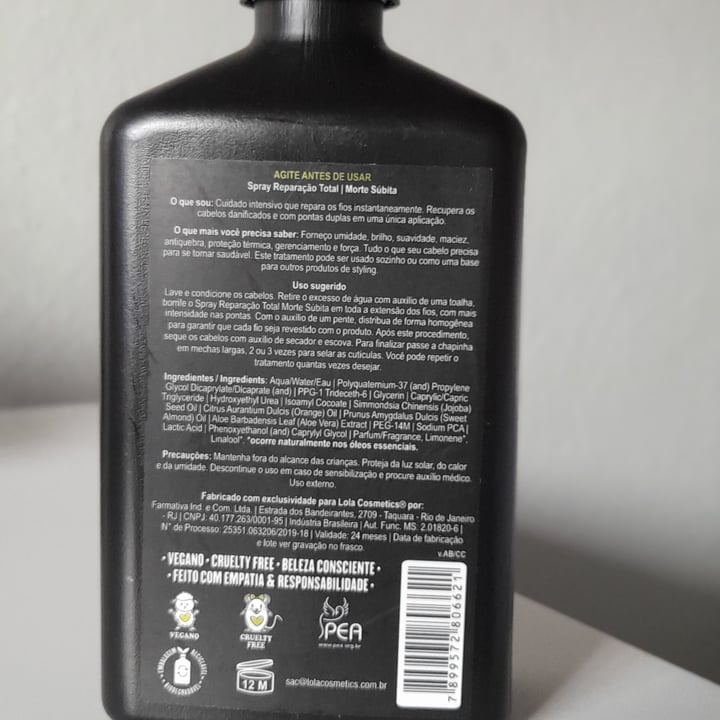 AGITE ANTES DE USAR
Spray Reparação Total | Morte Súbita
O que sou: Cuidado intensivo que repara os fios instantaneamente. Recupera os
cabelos danificados e com pontas duplas em uma única aplicação.
O que mais você precisa saber: Forneço umidade, brilho, suavidade, maciez,
antiquebra, proteção térmica, gerenciamento e força. Tudo o que seu cabelo precisa
para se tornar saudável. Este tratamento pode ser usado sozinho ou como uma base
para outros produtos de styling.
Uso sugerido
Lave e condicione os cabelos. Retire o excesso de água com auxilio de uma toalha,
borrife o Spray Reparação Total Morte Súbita em toda a extensão dos fios, com mais
intensidade nas pontas. Com o auxílio de um pente, distribua de forma homogênea
para garantir que cada fio seja revestido com o produto. Após este procedimento,
seque os cabelos com auxílio de secador e escova. Para finalizar passe a chapinha
em mechas largas, 2 ou 3 vezes para selar as cutículas. Você pode repetir o
tratamento quantas vezes desejar.
Ingredientes / Ingredients: Aqua/Water/Eau | Polyquaternium-37 (and) Propylene
Glycol Dicaprylate/Dicaprate (and) | PPG-1 Trideceth-6 | Glycerin | Caprylic/Capric
Triglyceride | Hydroxyethyl Urea | Isoamyl Cocoate | Simmondsia Chinensis (Jojoba)
Seed Oil | Citrus Aurantium Dulcis (Orange) Oil | Prunus Amygdalus Dulcis (Sweet
Almond) Oil | Aloe Barbadensis Leaf (Aloe Vera) Extract | PEG-14M | Sodium PCA |
Lactic Acid | Phenoxyethanol (and) Caprylyl Glycol | Parfum/Fragrance, Limonene*,
Linalool*. *ocorre naturalmente nos óleos essenciais.
Precauções: Mantenha fora do alcance das crianças. Proteja da luz solar, do calor
e da umidade. Descontinue o uso em caso de sensibilização e procure auxílio médico.
Uso externo.
Fabricado com exclusividade para Lola Cosmetics® por:
Farmativa Ind. e Com. Ltda. | Estrada dos Bandeirantes, 2709 - Taquara - Rio de Janeiro
- RJ | CNPJ: 40.177.263/0001-95 | Indústria Brasileira | Aut. Func. MS: 2.01820-6 |
N° de Processo: 25351.063206/2019-18 | Validade: 24 meses | Data de fabricação
e lote ver gravação no frasco.
v.AB/CC
· VEGANO · CRUELTY FREE · BELEZA CONSCIENTE ·
· FEITO COM EMPATIA & RESPONSABILIDADE ·
VEGANO
CRUELTY
FREE
PEA
www.pea.org.br
EMBALAGEM RECICLÁVEL
BIODEGRADÁVEL
12 M
sac@lolacosmetics.com.br
7 899572 806621